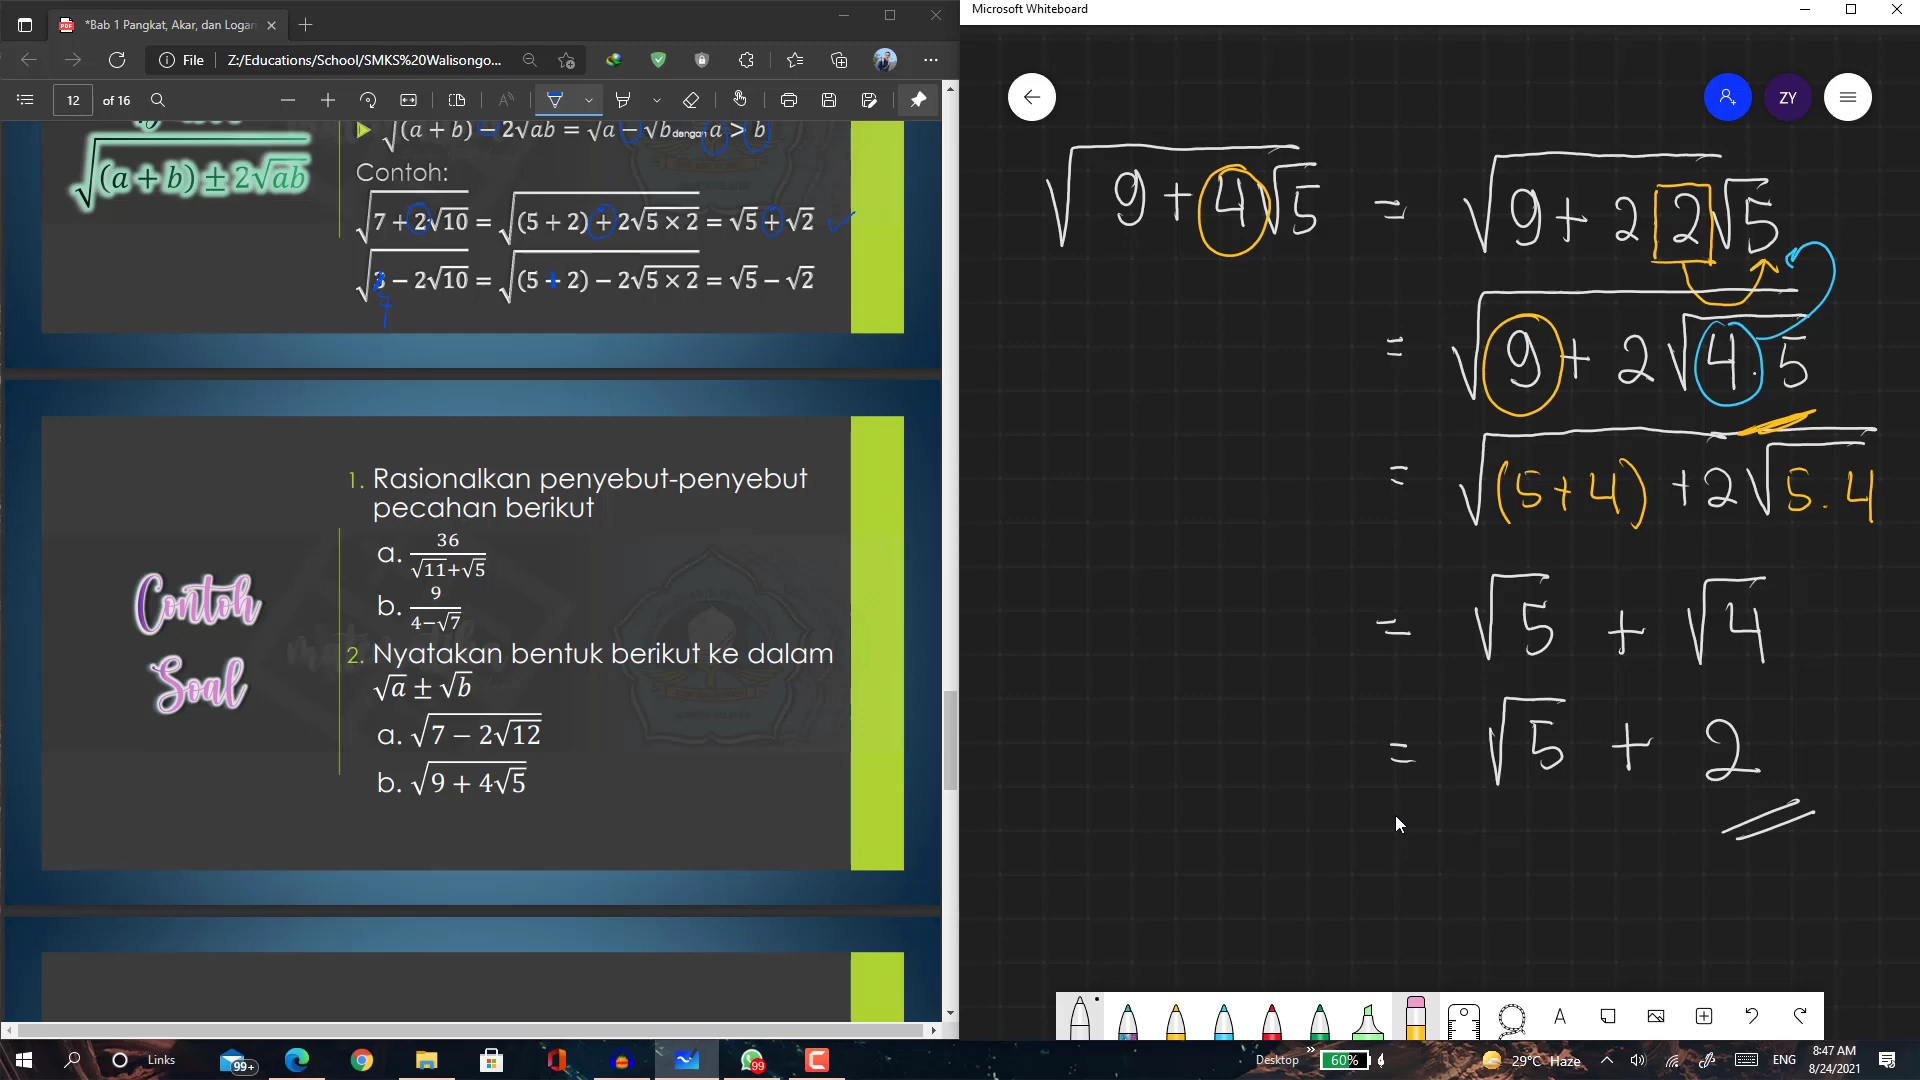 *Bab 1 Pangkat, Akar, dan Logan
File
Z:/Educations/School/SMKS%20Walisongo...
12 of 16
√((a + b) ± 2√ab)
√((a + b) − 2√ab) = √a − √b dengan a > b
Contoh:
√(7 + 2√10) = √((5 + 2) + 2√(5 × 2)) = √5 + √2 ✓
√(3 − 2√10) = √((5 + 2) − 2√(5 × 2)) = √5 − √2
7
Contoh
Soal
1. Rasionalkan penyebut-penyebut
pecahan berikut
a. 36/(√11+√5)
b. 9/(4−√7)
2. Nyatakan bentuk berikut ke dalam
√a ± √b
a. √(7 − 2√12)
b. √(9 + 4√5)
Microsoft Whiteboard
ZY
√(9 + 4√5) = √(9 + 2 2√5)
= √(9 + 2√(4 . 5))
= √((5 + 4) + 2√(5 . 4))
= √5 + √4
= √5 + 2
Links
99+
99
Desktop
60%
29°C Haze
ENG
8:47 AM
8/24/2021